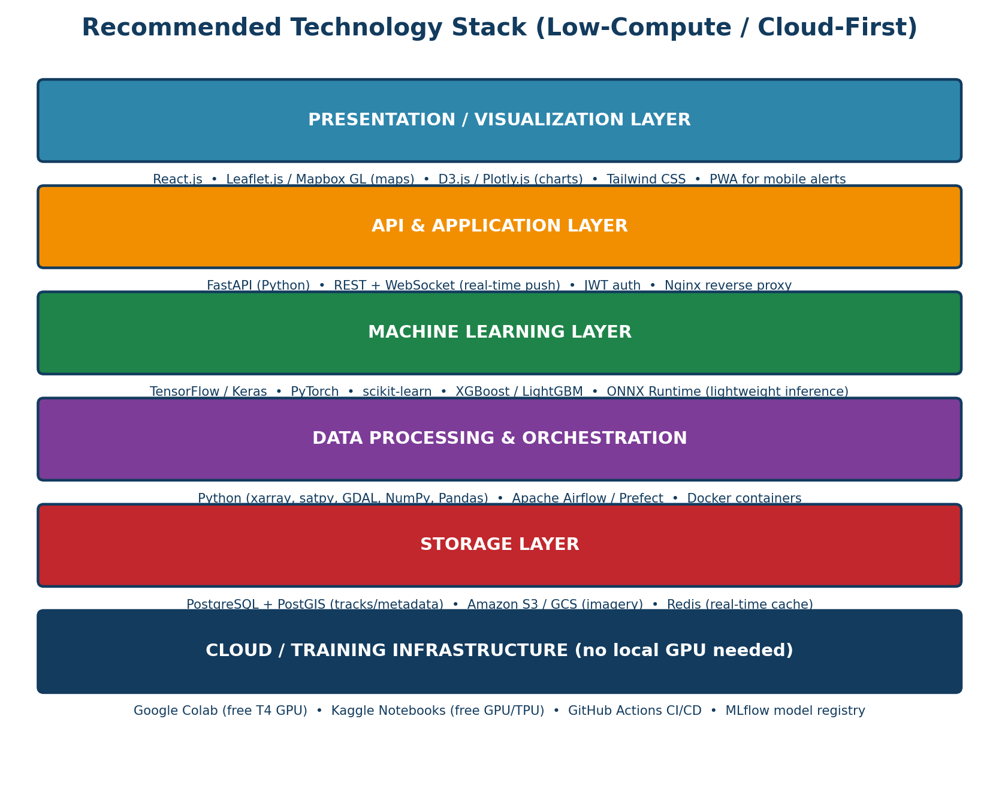 Recommended Technology Stack (Low-Compute / Cloud-First)
PRESENTATION / VISUALIZATION LAYER
React.js • Leaflet.js / Mapbox GL (maps) • D3.js / Plotly.js (charts) • Tailwind CSS • PWA for mobile alerts
API & APPLICATION LAYER
FastAPI (Python) • REST + WebSocket (real-time push) • JWT auth • Nginx reverse proxy
MACHINE LEARNING LAYER
TensorFlow / Keras • PyTorch • scikit-learn • XGBoost / LightGBM • ONNX Runtime (lightweight inference)
DATA PROCESSING & ORCHESTRATION
Python (xarray, satpy, GDAL, NumPy, Pandas) • Apache Airflow / Prefect • Docker containers
STORAGE LAYER
PostgreSQL + PostGIS (tracks/metadata) • Amazon S3 / GCS (imagery) • Redis (real-time cache)
CLOUD / TRAINING INFRASTRUCTURE (no local GPU needed)
Google Colab (free T4 GPU) • Kaggle Notebooks (free GPU/TPU) • GitHub Actions CI/CD • MLflow model registry